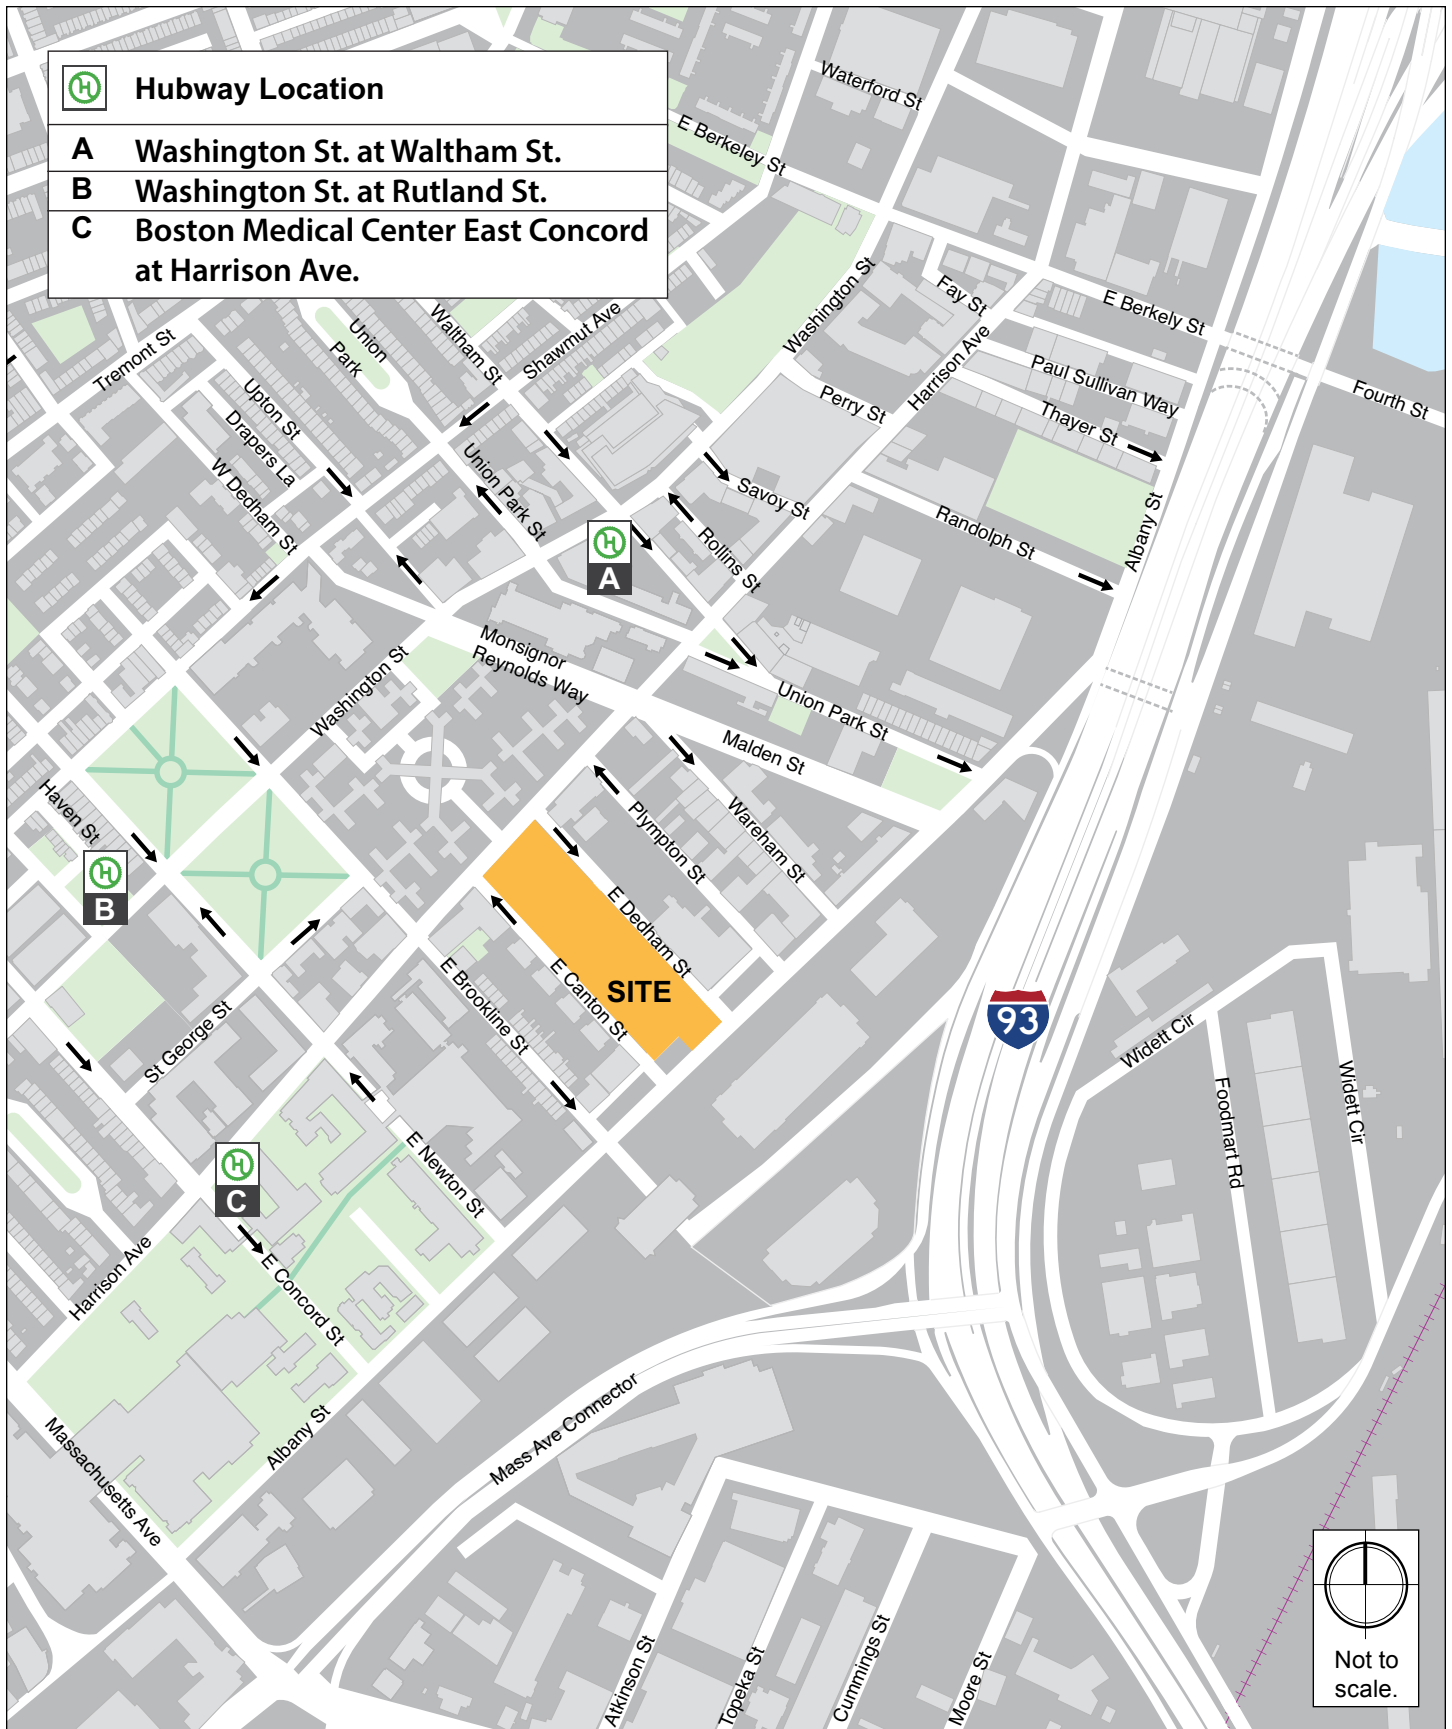 Hubway Location
A Washington St. at Waltham St.
B Washington St. at Rutland St.
C Boston Medical Center East Concord
at Harrison Ave.
Waterford St
E Berkeley St
Washington St
Fay St
E Berkely St
Harrison Ave
Paul Sullivan Way
Fourth St
Perry St
Thayer St
Tremont St
Union
Park
Waltham St
Shawmut Ave
Upton St
Drapers La
W Dedham St
Union Park St
Savoy St
Rollins St
Randolph St
Albany St
A
Monsignor
Reynolds Way
Washington St
Union Park St
Malden St
Haven St
B
Plympton St
Wareham St
E Dedham St
SITE
E Canton St
E Brookline St
St George St
93
Widett Cir
Foodmart Rd
Widett Cir
C
E Newton St
Harrison Ave
E Concord St
Mass Ave Connector
Massachusetts Ave
Albany St
Atkinson St
Topeka St
Cummings St
Moore St
Not to
scale.